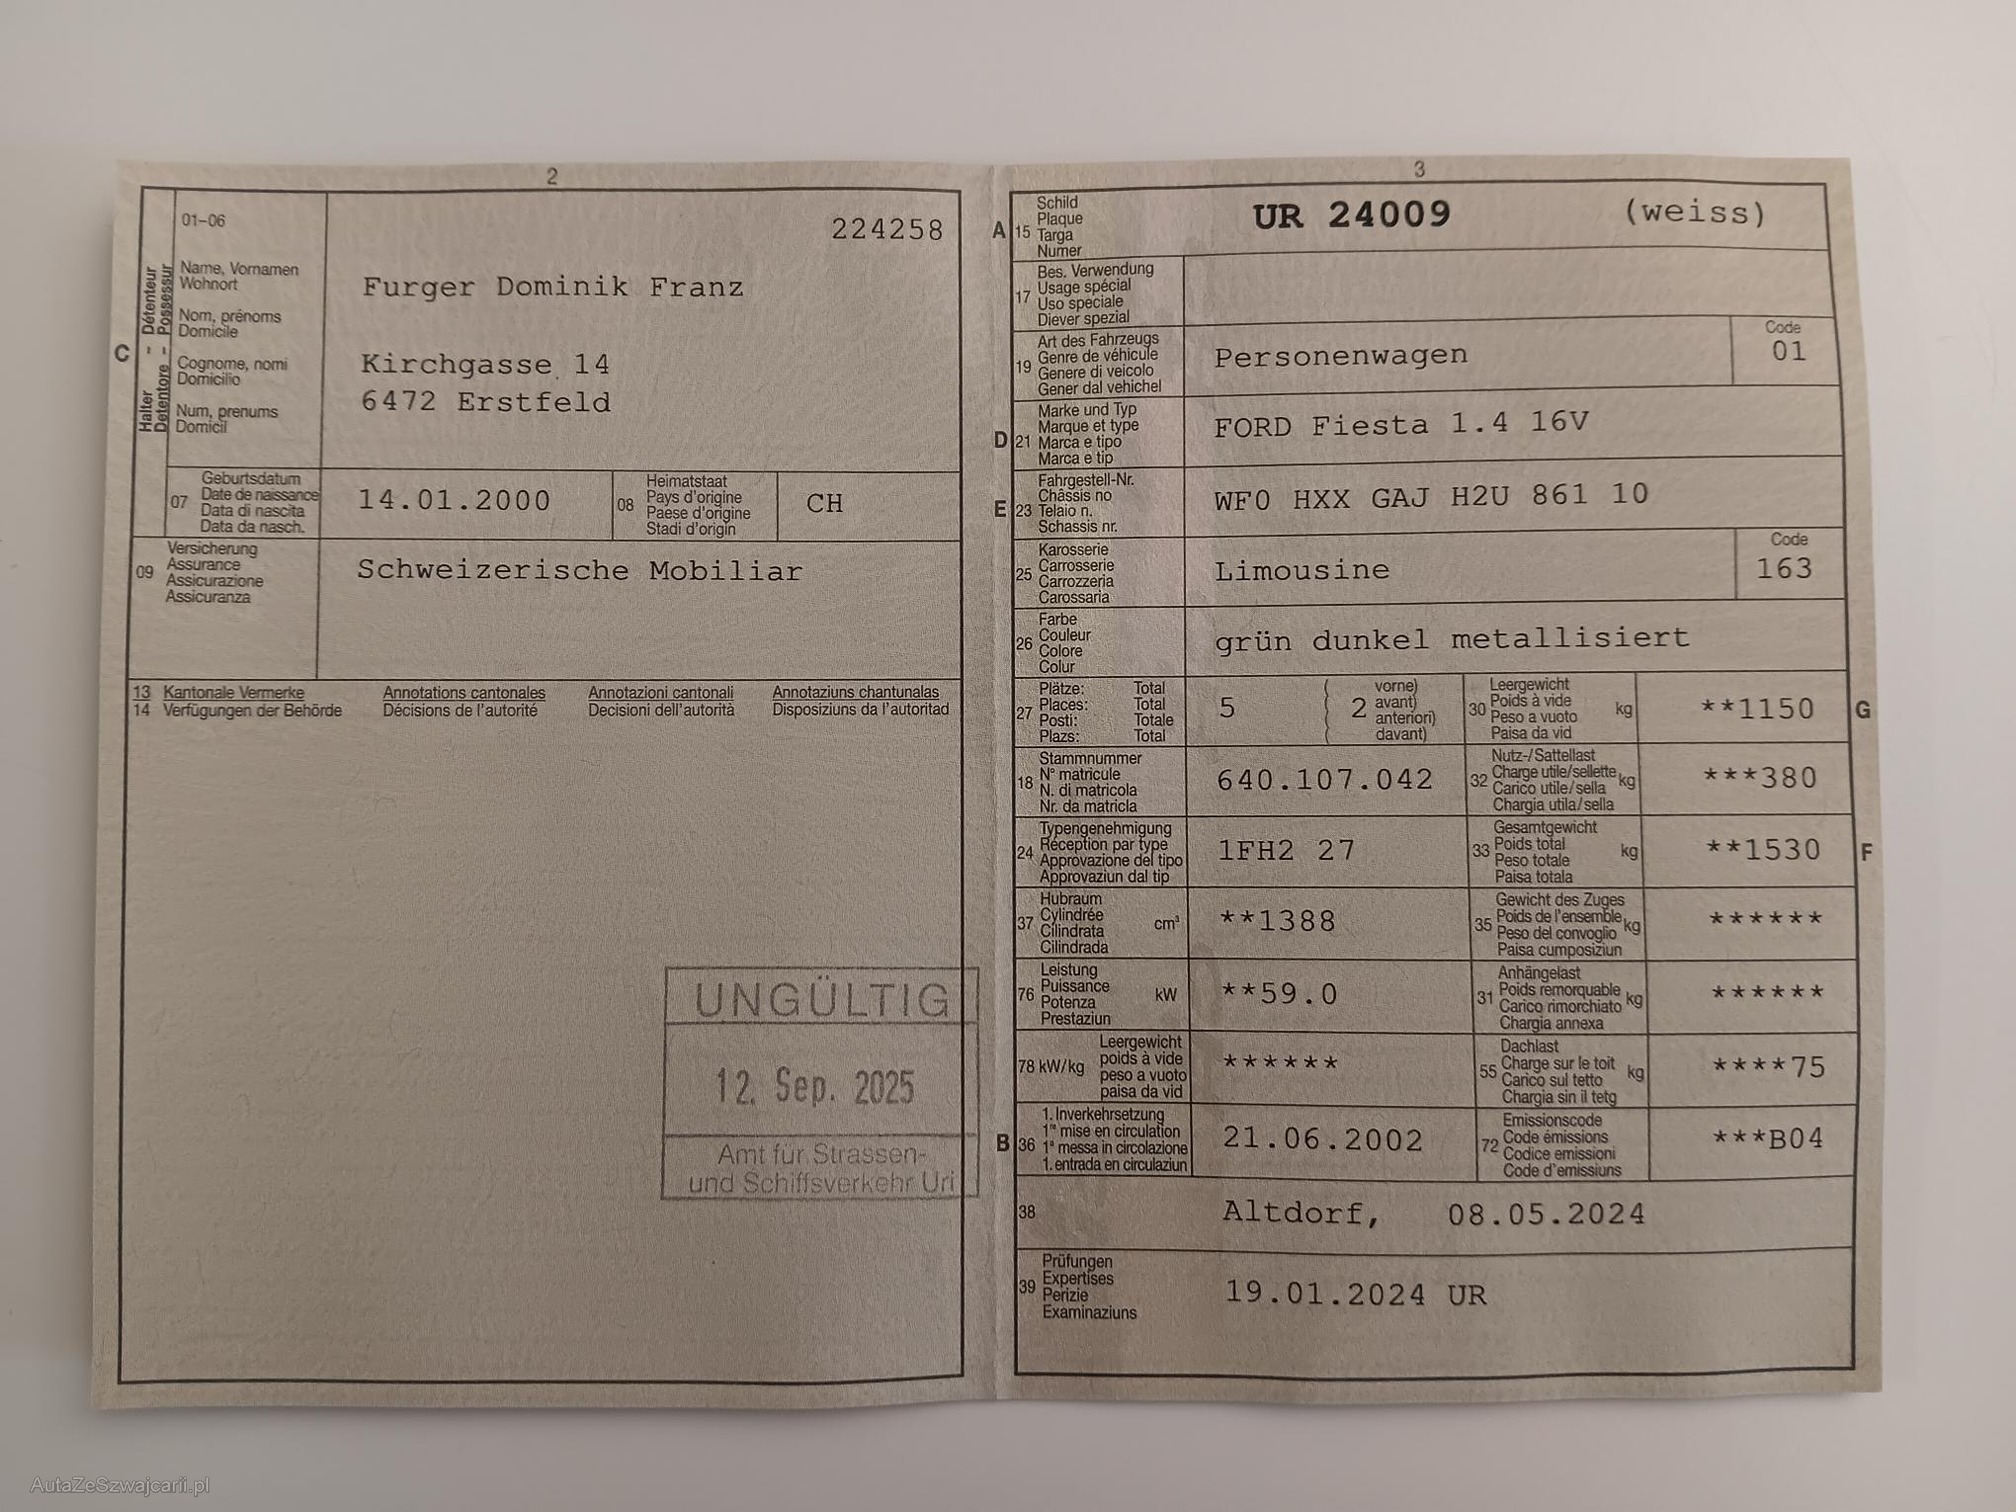 2
01–06
224258
C
Halter - Détenteur
Detentore - Possessur
Name, Vornamen
Wohnort
Nom, prénoms
Domicile
Cognome, nomi
Domicilio
Num, prenums
Domicil
Furger Dominik Franz
Kirchgasse 14
6472 Erstfeld
07
Geburtsdatum
Date de naissance
Data di nascita
Data da nasch.
14.01.2000
08
Heimatstaat
Pays d'origine
Paese d'origine
Stadi d'origin
CH
09
Versicherung
Assurance
Assicurazione
Assicuranza
Schweizerische Mobiliar
13 Kantonale Vermerke Annotations cantonales Annotazioni cantonali Annotaziuns chantunalas
14 Verfügungen der Behörde Décisions de l'autorité Decisioni dell'autorità Disposiziuns da l'autoritad
UNGÜLTIG
12. Sep. 2025
Amt für Strassen-
und Schiffsverkehr Uri
3
A 15
Schild
Plaque
Targa
Numer
UR 24009 (weiss)
17
Bes. Verwendung
Usage spécial
Uso speciale
Diever spezial
19
Art des Fahrzeugs
Genre de véhicule
Genere di veicolo
Gener dal vehichel
Personenwagen
Code
01
D 21
Marke und Typ
Marque et type
Marca e tipo
Marca e tip
FORD Fiesta 1.4 16V
E 23
Fahrgestell-Nr.
Châssis no
Telaio n.
Schassis nr.
WF0 HXX GAJ H2U 861 10
25
Karosserie
Carrosserie
Carrozzeria
Carossaria
Limousine
Code
163
26
Farbe
Couleur
Colore
Colur
grün dunkel metallisiert
27
Plätze: Total
Places: Total
Posti: Totale
Plazs: Total
5
( 2
vorne)
avant)
anteriori)
davant)
30
Leergewicht
Poids à vide kg
Peso a vuoto
Paisa da vid
**1150
G
18
Stammnummer
N° matricule
N. di matricola
Nr. da matricla
640.107.042
32
Nutz-/Sattellast
Charge utile/sellette kg
Carico utile/sella
Chargia utila/sella
***380
24
Typengenehmigung
Réception par type
Approvazione del tipo
Approvaziun dal tip
1FH2 27
33
Gesamtgewicht
Poids total kg
Peso totale
Paisa totala
**1530
F
37
Hubraum
Cylindrée cm³
Cilindrata
Cilindrada
**1388
35
Gewicht des Zuges
Poids de l'ensemble kg
Peso del convoglio
Paisa cumposiziun
******
76
Leistung
Puissance kW
Potenza
Prestaziun
**59.0
31
Anhängelast
Poids remorquable kg
Carico rimorchiato
Chargia annexa
******
78 kW/kg
Leergewicht
poids à vide
peso a vuoto
paisa da vid
******
55
Dachlast
Charge sur le toit kg
Carico sul tetto
Chargia sin il tetg
****75
B 36
1. Inverkehrsetzung
1re mise en circulation
1a messa in circolazione
1. entrada en circulaziun
21.06.2002
72
Emissionscode
Code émissions
Codice emissioni
Code d'emissiuns
***B04
38
Altdorf, 08.05.2024
39
Prüfungen
Expertises
Perizie
Examinaziuns
19.01.2024 UR
AutaZeSzwajcarii.pl